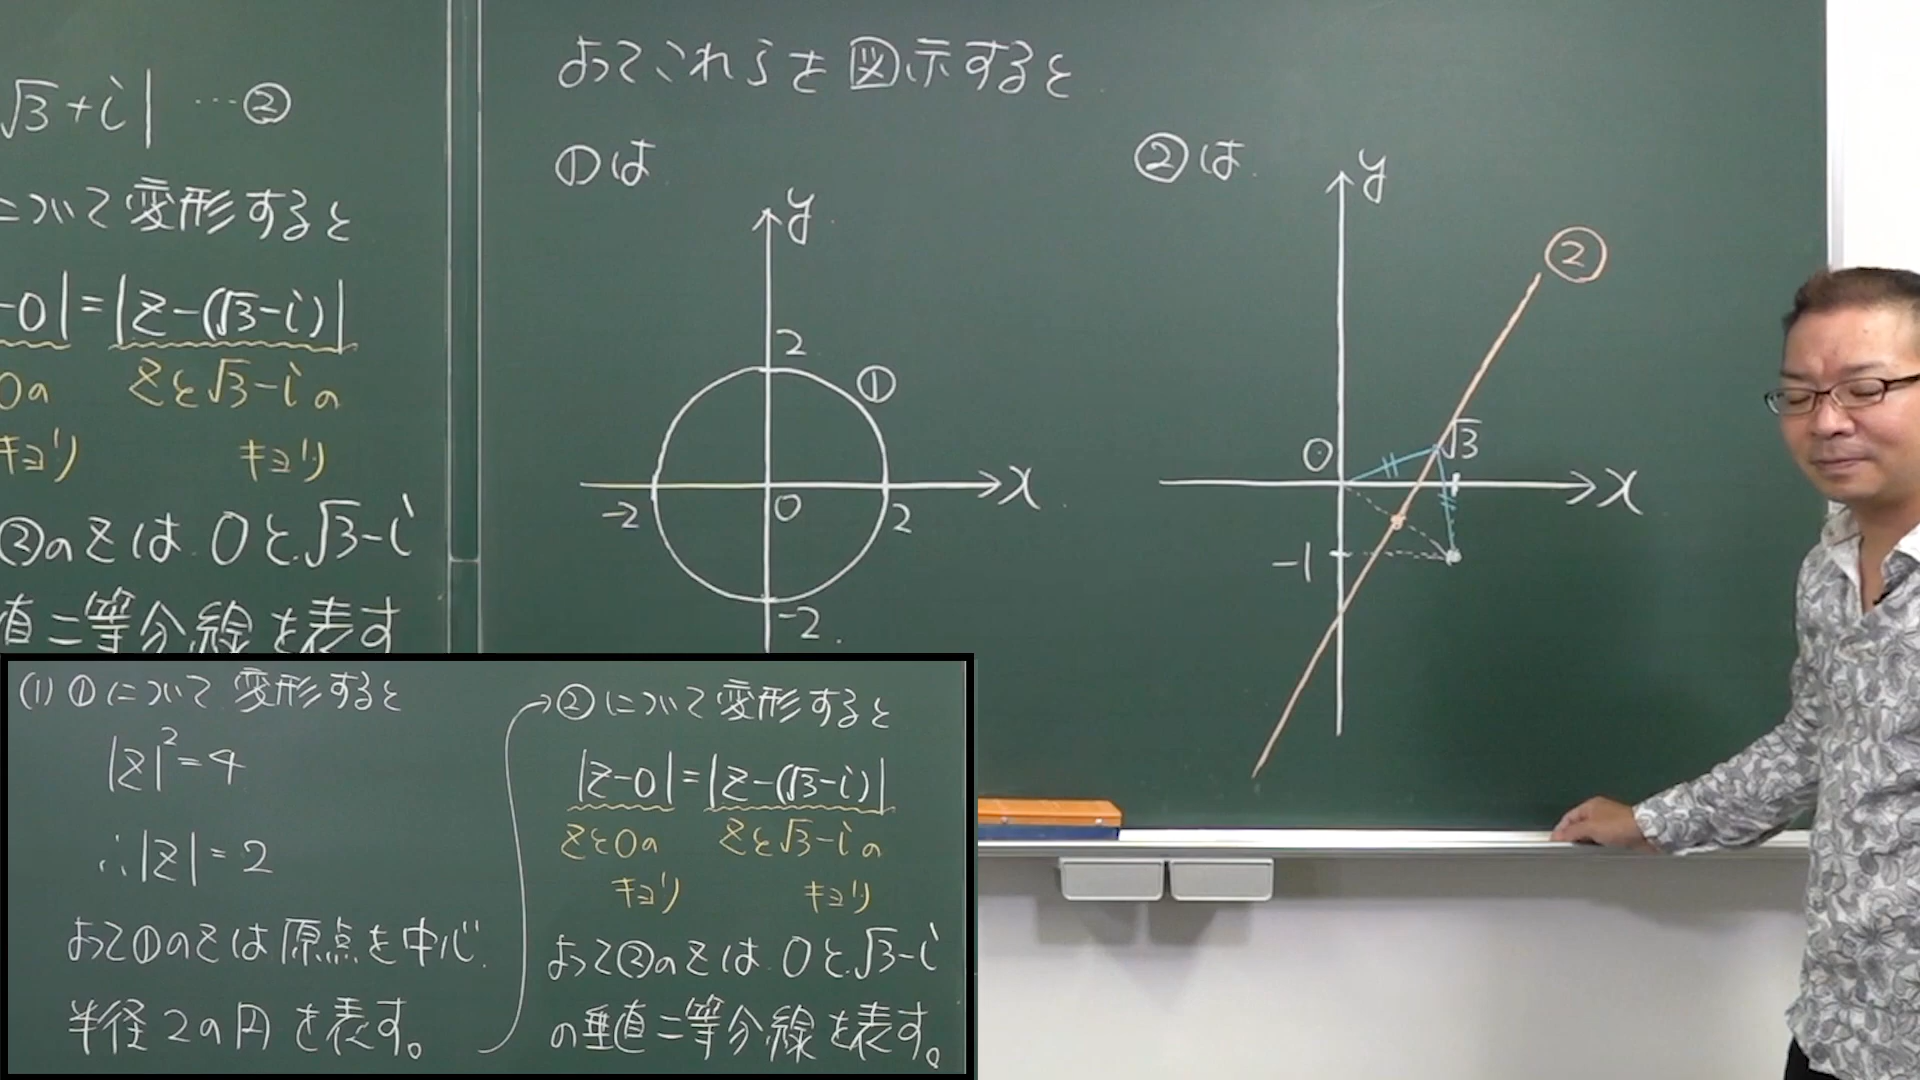 √3+i| …②
について変形すると
-0|=|z-(√3-i)|
0の zと√3-iの
キョリ キョリ
②のzは 0と√3-i
直二等分線を表す
よってこれらを図示すると
①は
y
2
①
-2 0 2 x
-2
②は
y
②
0 √3
x
-1
(1) ①について変形すると
|z|²=4
∴|z|=2
よって①のzは原点を中心
半径2の円を表す。
→②について変形すると
|z-0|=|z-(√3-i)|
zと0の zと√3-iの
キョリ キョリ
よって②のzは 0と√3-i
の垂直二等分線を表す。